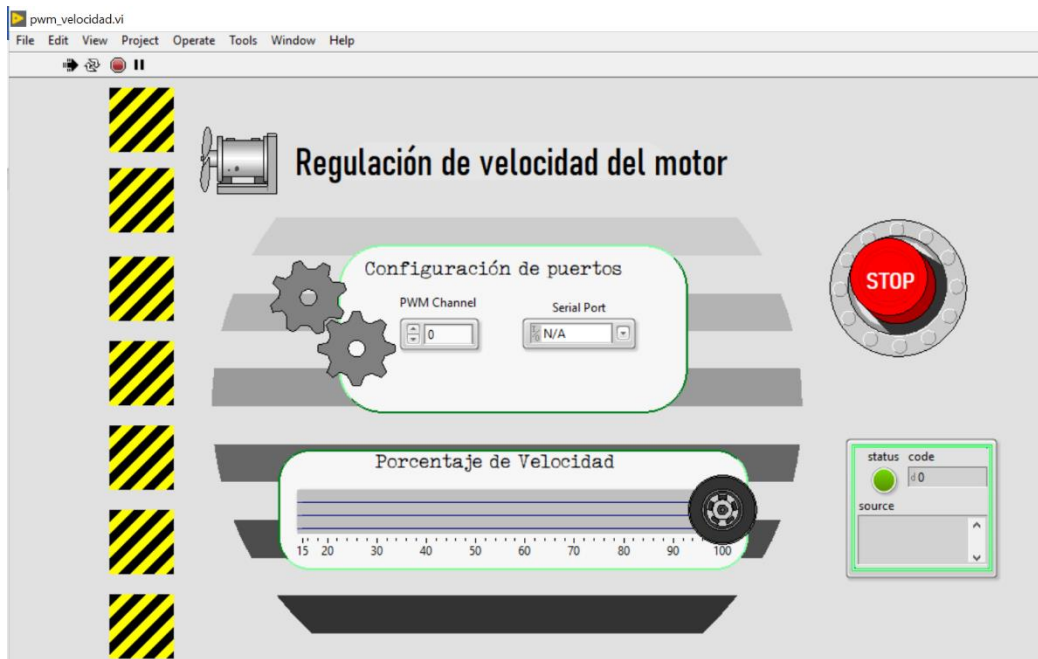 pwm_velocidad.vi
File Edit View Project Operate Tools Window Help
Regulación de velocidad del motor
Configuración de puertos
PWM Channel
Serial Port
0
N/A
STOP
Porcentaje de Velocidad
15 20 30 40 50 60 70 80 90 100
status code
d 0
source